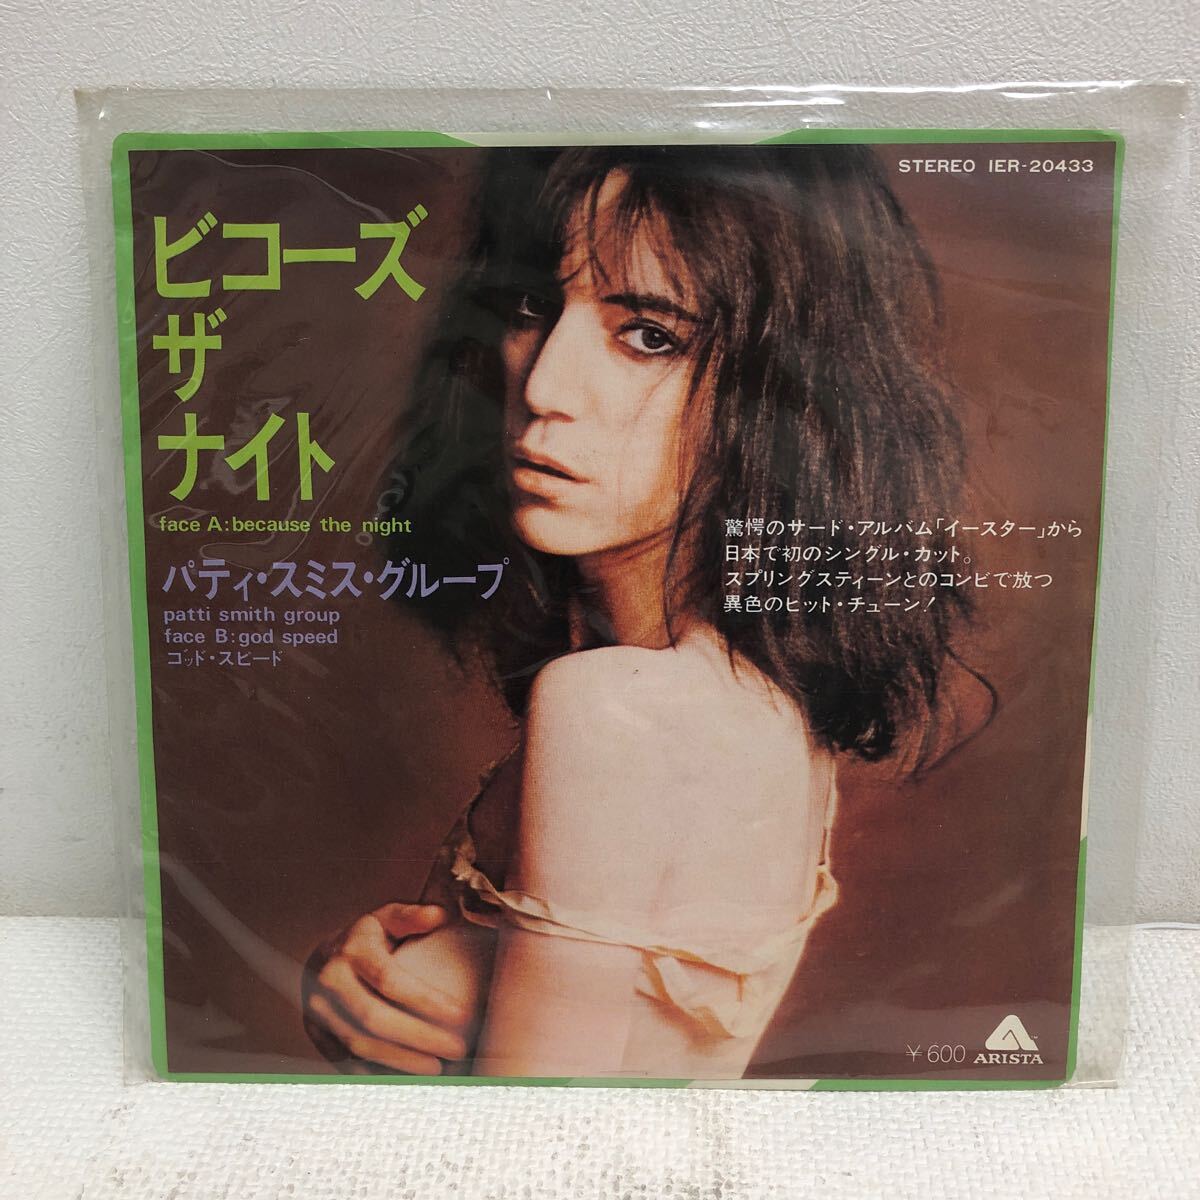 STEREO IER-20433
ビコーズ
ザ
ナイト
face A:because the night
パティ・スミス・グループ
patti smith group
face B:god speed
ゴッド・スピード
驚愕のサード・アルバム「イースター」から
日本で初のシングル・カット。
スプリングスティーンとのコンビで放つ
異色のヒット・チューン!
¥600
ARISTA